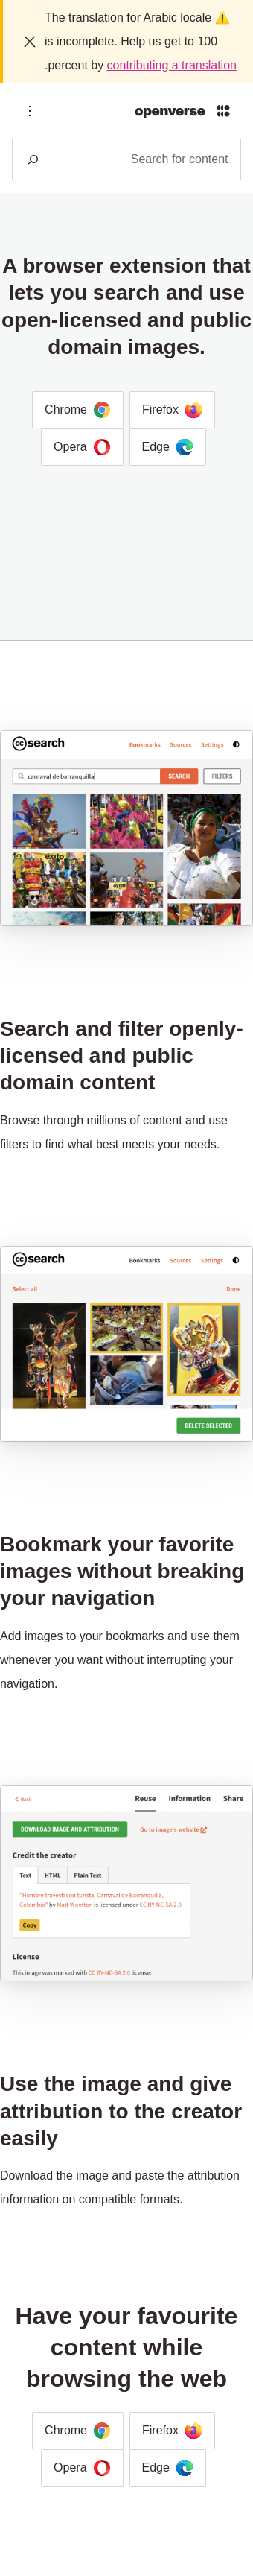 The translation for Arabic locale ⚠️
is incomplete. Help us get to 100
.percent by contributing a translation
openverse
Search for content
A browser extension that
lets you search and use
open-licensed and public
domain images.
Chrome
Firefox
Opera
Edge
cc search
Bookmarks Sources Settings
carnaval de barranquilla
SEARCH
FILTERS
éxito
éxito
Search and filter openly-
licensed and public
domain content
Browse through millions of content and use
filters to find what best meets your needs.
cc search
Bookmarks Sources Settings
Select all
Done
DELETE SELECTED
Bookmark your favorite
images without breaking
your navigation
Add images to your bookmarks and use them
whenever you want without interrupting your
navigation.
Back
Reuse Information Share
DOWNLOAD IMAGE AND ATTRIBUTION
Go to image's website
Credit the creator
Text HTML Plain Text
"Hombre travesti con turista, Carnaval de Barranquilla,
Colombia" by Matt Wootton is licensed under CC BY-NC-SA 2.0
Copy
License
This image was marked with CC BY-NC-SA 2.0 license:
Use the image and give
attribution to the creator
easily
Download the image and paste the attribution
information on compatible formats.
Have your favourite
content while
browsing the web
Chrome
Firefox
Opera
Edge